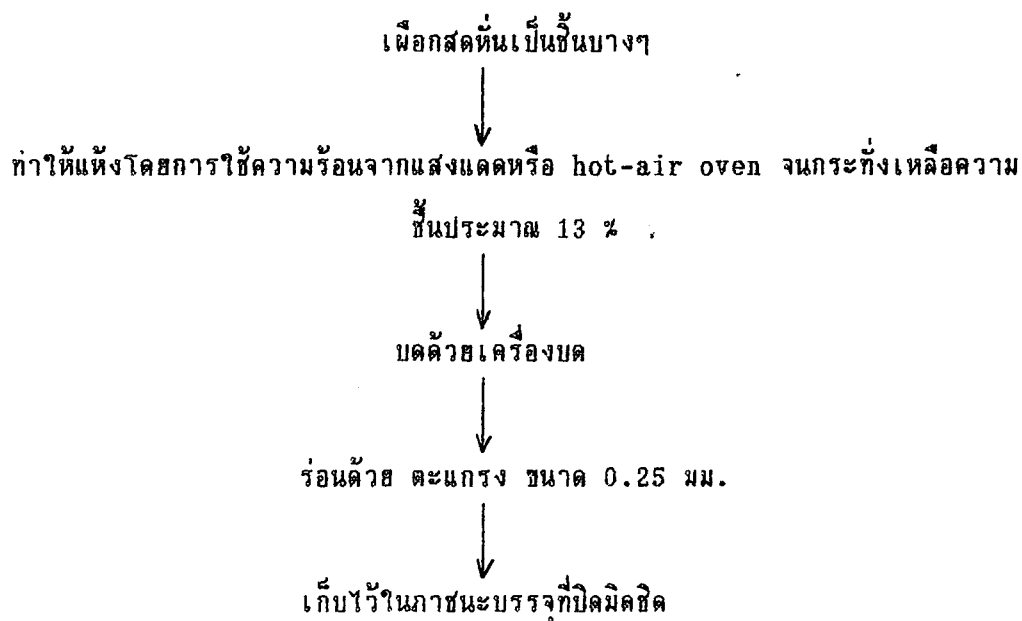 เผือกสดหั่นเป็นชิ้นบางๆ
ทำให้แห้งโดยการใช้ความร้อนจากแสงแดดหรือ hot-air oven จนกระทั่งเหลือความ
ชื้นประมาณ 13 %
บดด้วยเครื่องบด
ร่อนด้วย ตะแกรง ขนาด 0.25 มม.
เก็บไว้ในภาชนะบรรจุที่ปิดมิดชิด